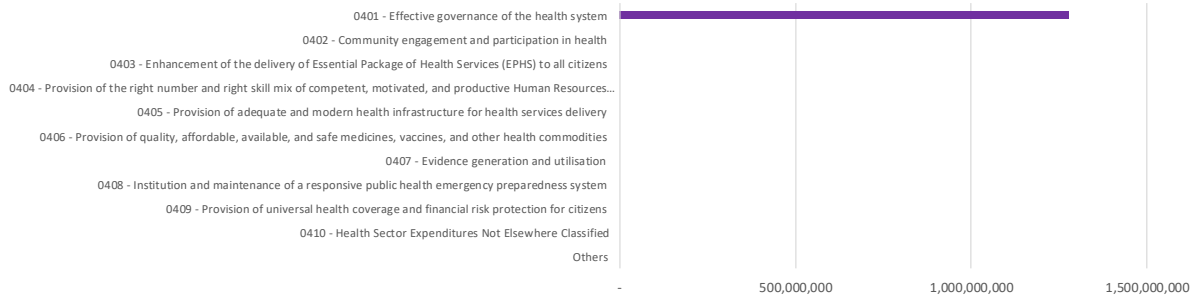 0401 - Effective governance of the health system
0402 - Community engagement and participation in health
0403 - Enhancement of the delivery of Essential Package of Health Services (EPHS) to all citizens
0404 - Provision of the right number and right skill mix of competent, motivated, and productive Human Resources…
0405 - Provision of adequate and modern health infrastructure for health services delivery
0406 - Provision of quality, affordable, available, and safe medicines, vaccines, and other health commodities
0407 - Evidence generation and utilisation
0408 - Institution and maintenance of a responsive public health emergency preparedness system
0409 - Provision of universal health coverage and financial risk protection for citizens
0410 - Health Sector Expenditures Not Elsewhere Classified
Others
- 500,000,000 1,000,000,000 1,500,000,000